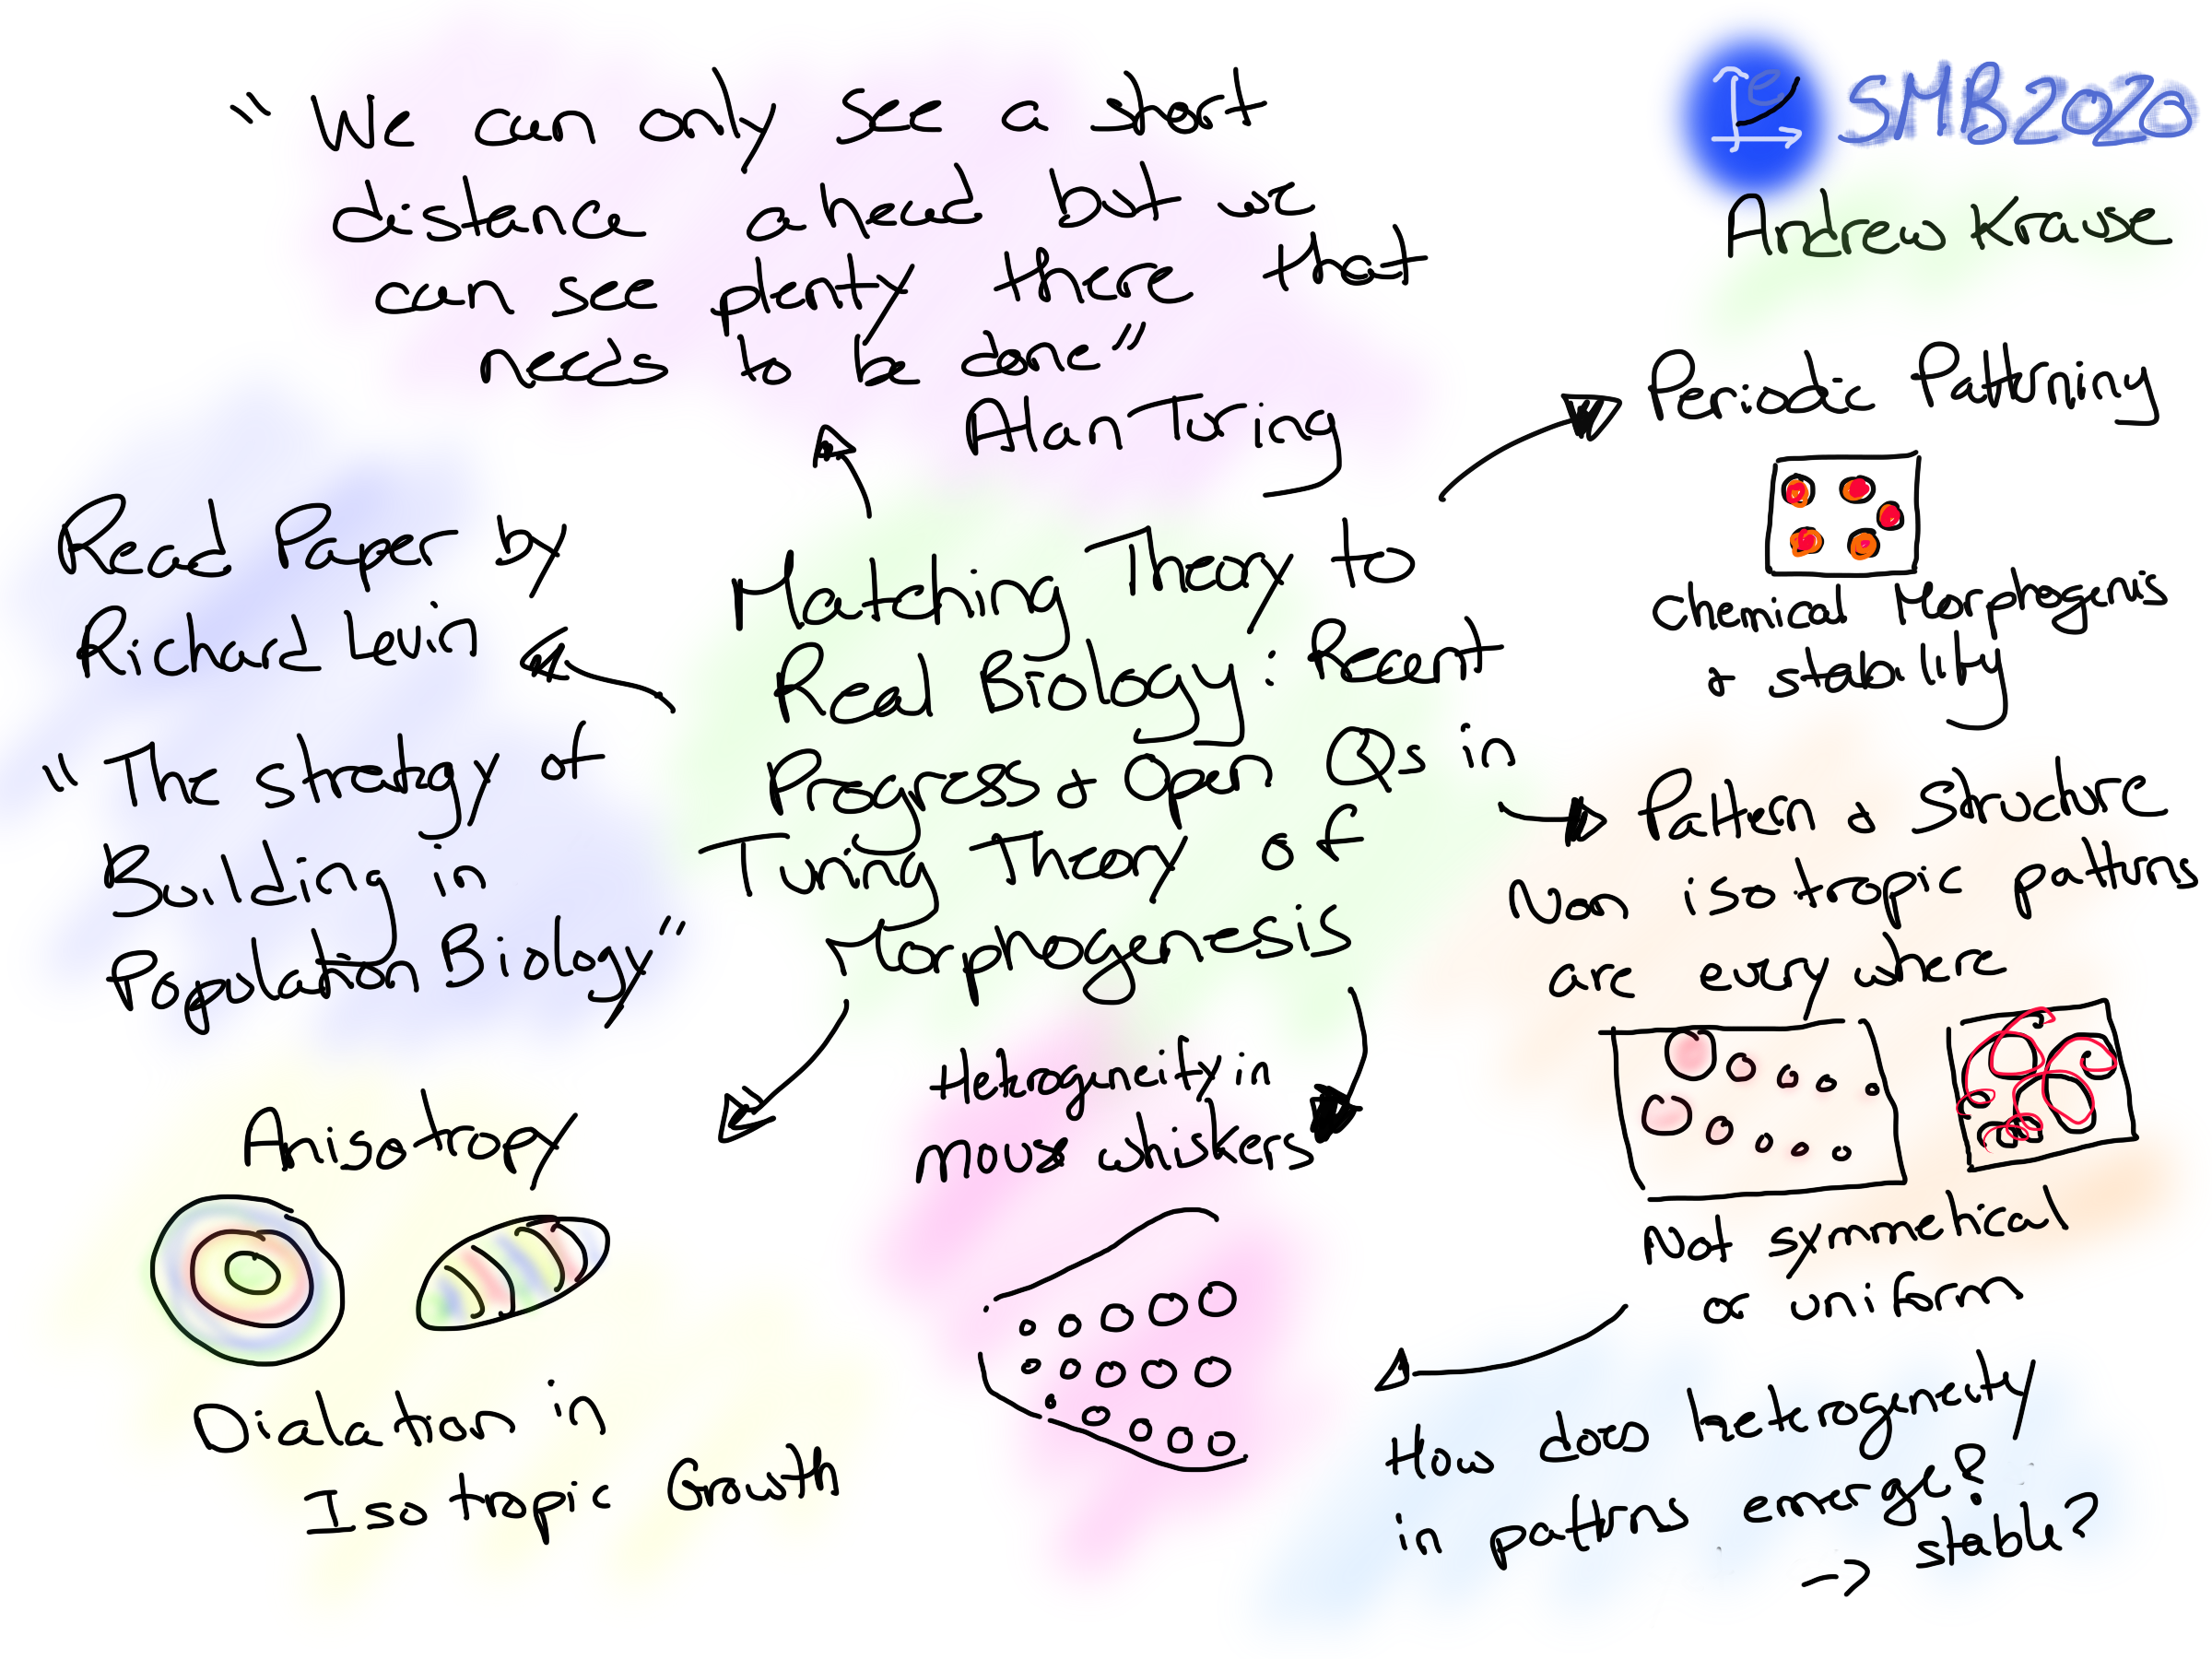 "We can only see a short
distance ahead but we
can see plenty there that
needs to be done"
Alan Turing
SMB2020
Andrew Krause
Periodic Patterning
Chemical Morphogenis
& stability
Read Paper by
Richard Levin
"The strategy of
Building in
Population Biology"
Matching Theory to
Real Biology: Recent
Progress & Open Qs in
Turing Theory of
Morphogenesis
Pattern & Structure
Non isotropic patterns
are everywhere
Not symmetical
or uniform
How does heterogeneity
in patterns emerge?
-> stable?
Hetrogeneity in
mouse whiskers
Anisotropy
Dialation in
Isotropic Growth